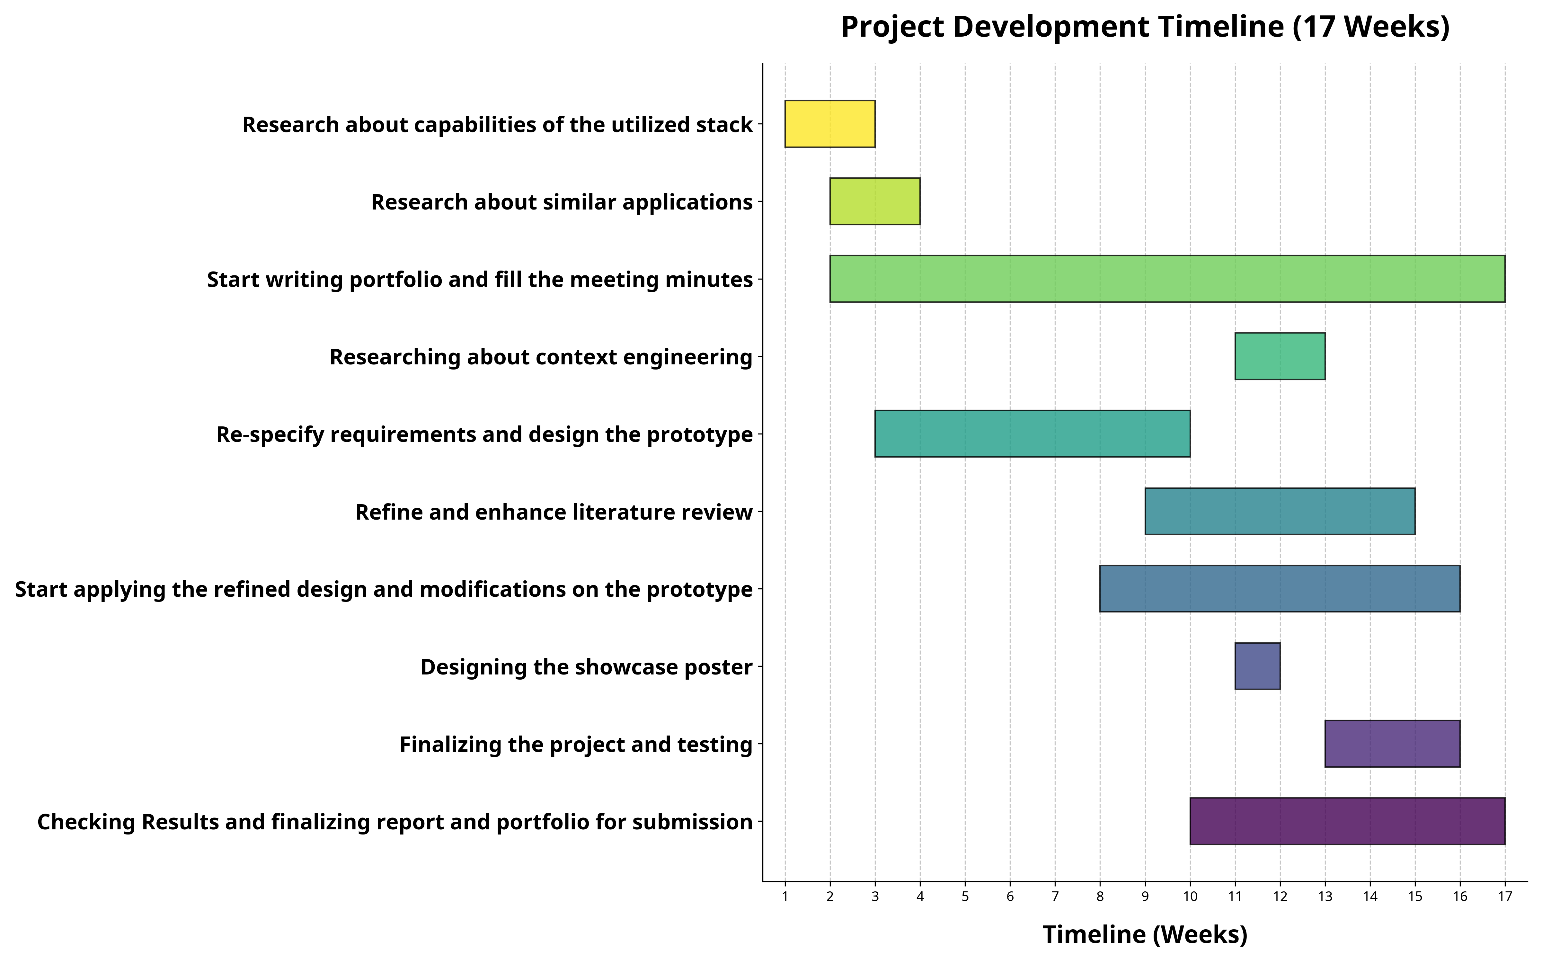 Project Development Timeline (17 Weeks)
Research about capabilities of the utilized stack
Research about similar applications
Start writing portfolio and fill the meeting minutes
Researching about context engineering
Re-specify requirements and design the prototype
Refine and enhance literature review
Start applying the refined design and modifications on the prototype
Designing the showcase poster
Finalizing the project and testing
Checking Results and finalizing report and portfolio for submission
1 2 3 4 5 6 7 8 9 10 11 12 13 14 15 16 17
Timeline (Weeks)